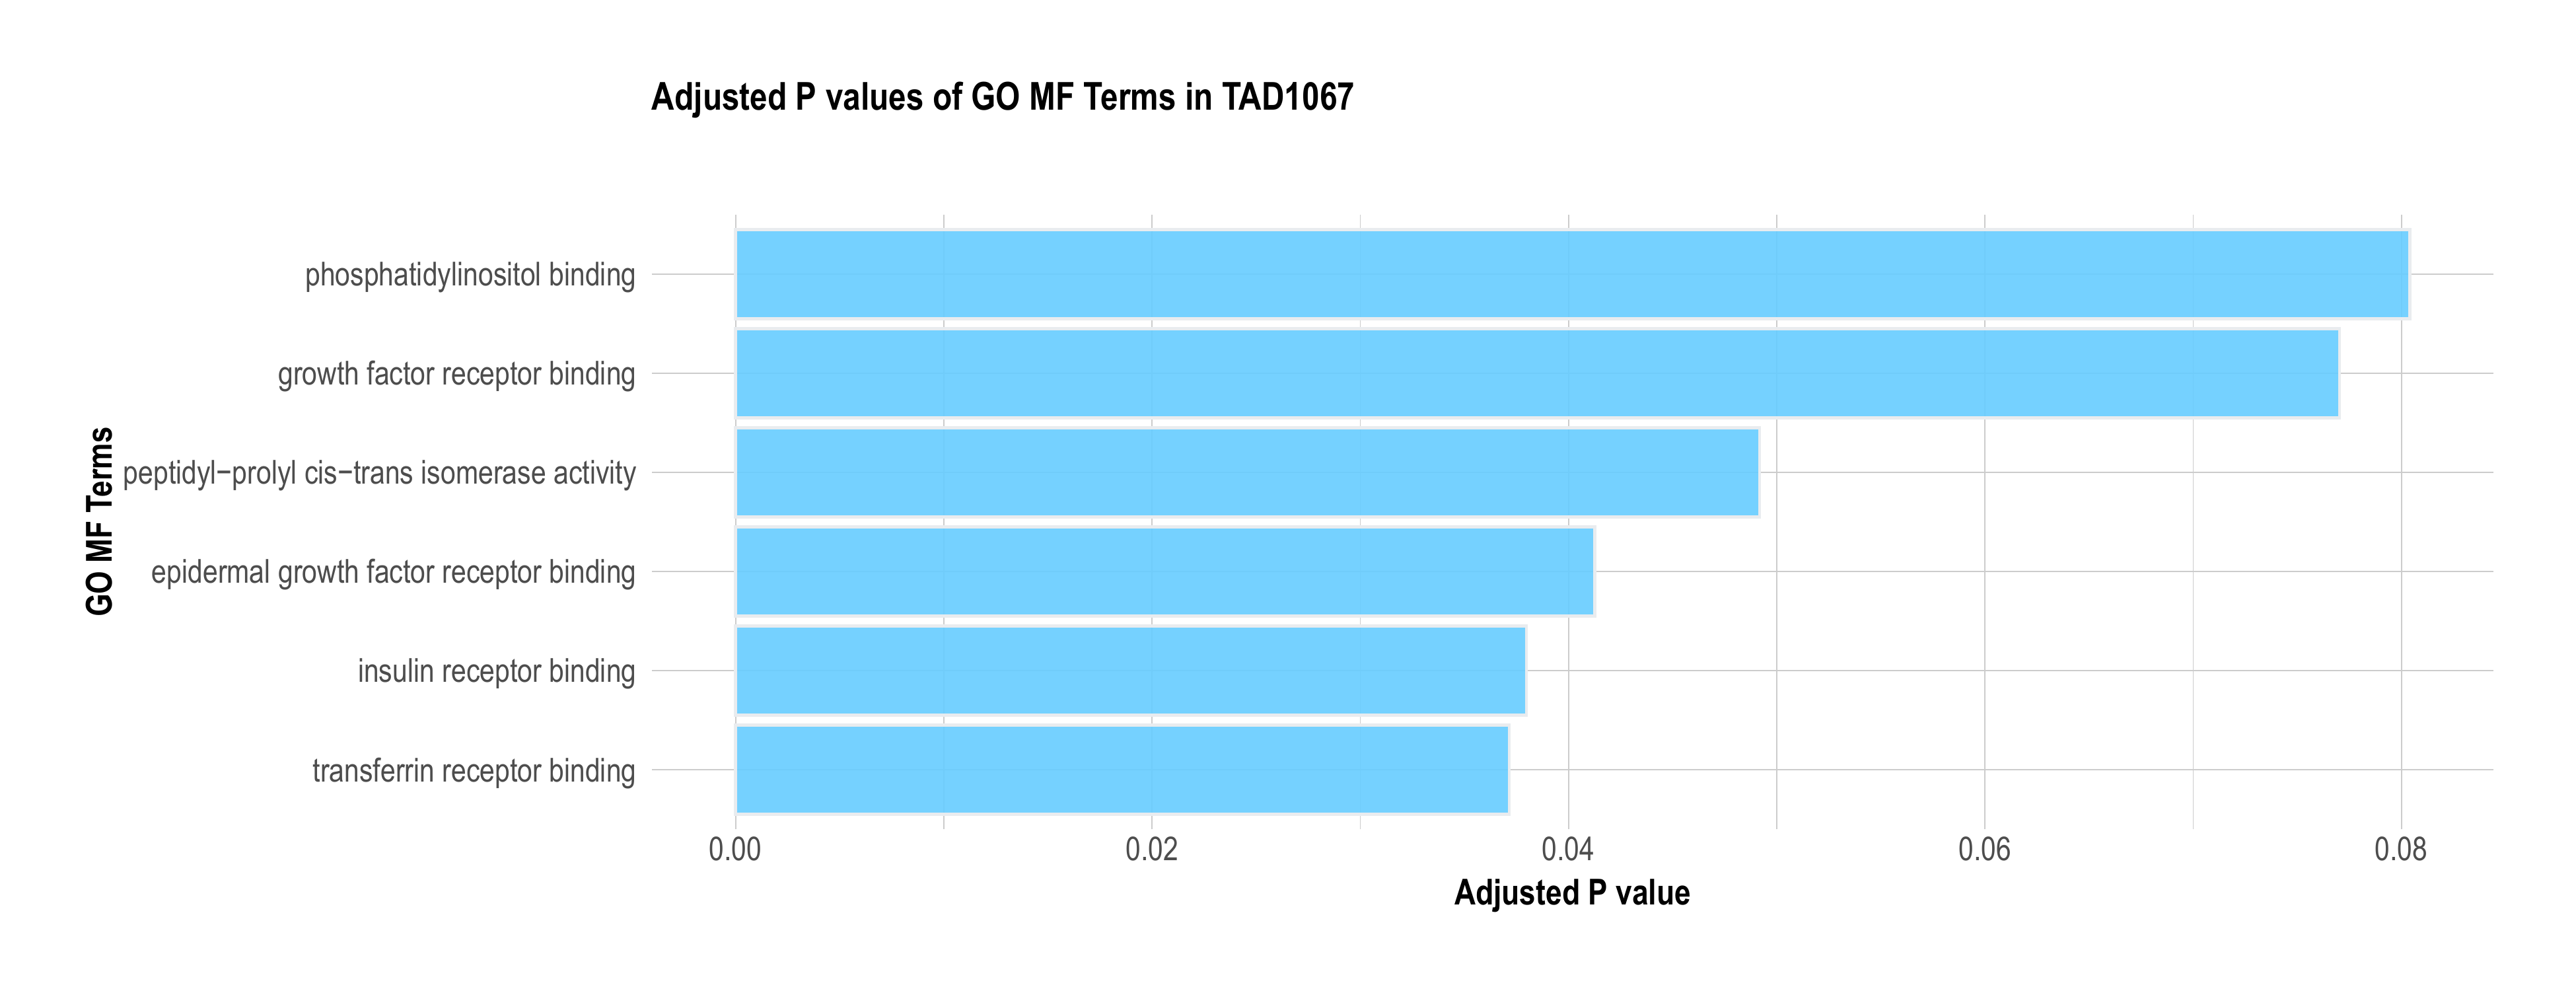 Adjusted P values of GO MF Terms in TAD1067
GO MF Terms
phosphatidylinositol binding
growth factor receptor binding
peptidyl−prolyl cis−trans isomerase activity
epidermal growth factor receptor binding
insulin receptor binding
transferrin receptor binding
0.00 0.02 0.04 0.06 0.08
Adjusted P value